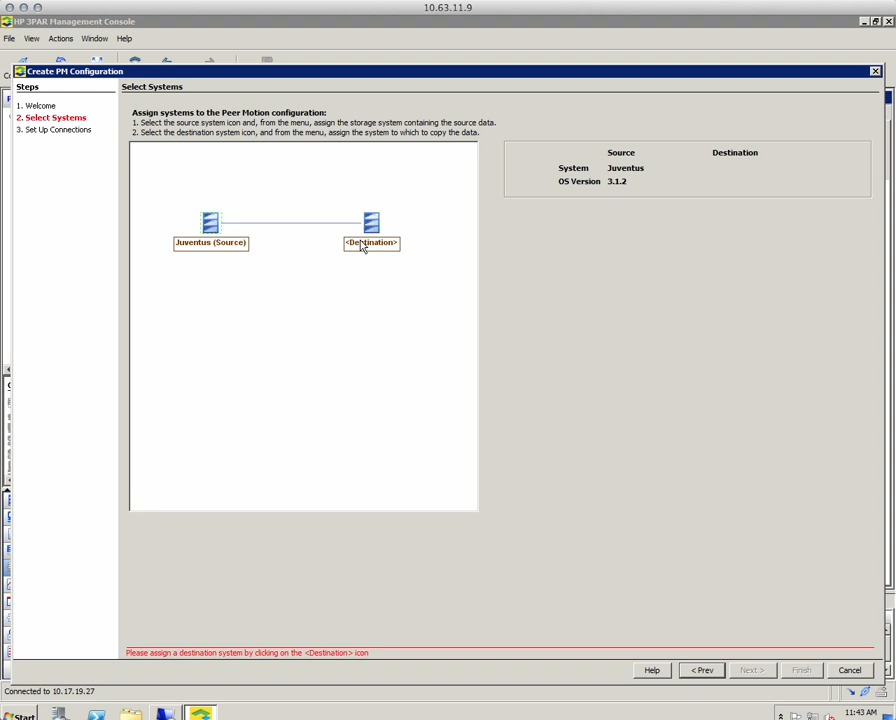 10.63.11.9
HP 3PAR Management Console
File View Actions Window Help
Create PM Configuration
Steps
1. Welcome
2. Select Systems
3. Set Up Connections
Select Systems
Assign systems to the Peer Motion configuration:
1. Select the source system icon and, from the menu, assign the storage system containing the source data.
2. Select the destination system icon, and from the menu, assign the system to which to copy the data.
Juventus (Source)
<Destination>
Source Destination
System Juventus
OS Version 3.1.2
Please assign a destination system by clicking on the <Destination> icon
Help < Prev Next > Finish Cancel
Connected to 10.17.19.27
Start
11:43 AM